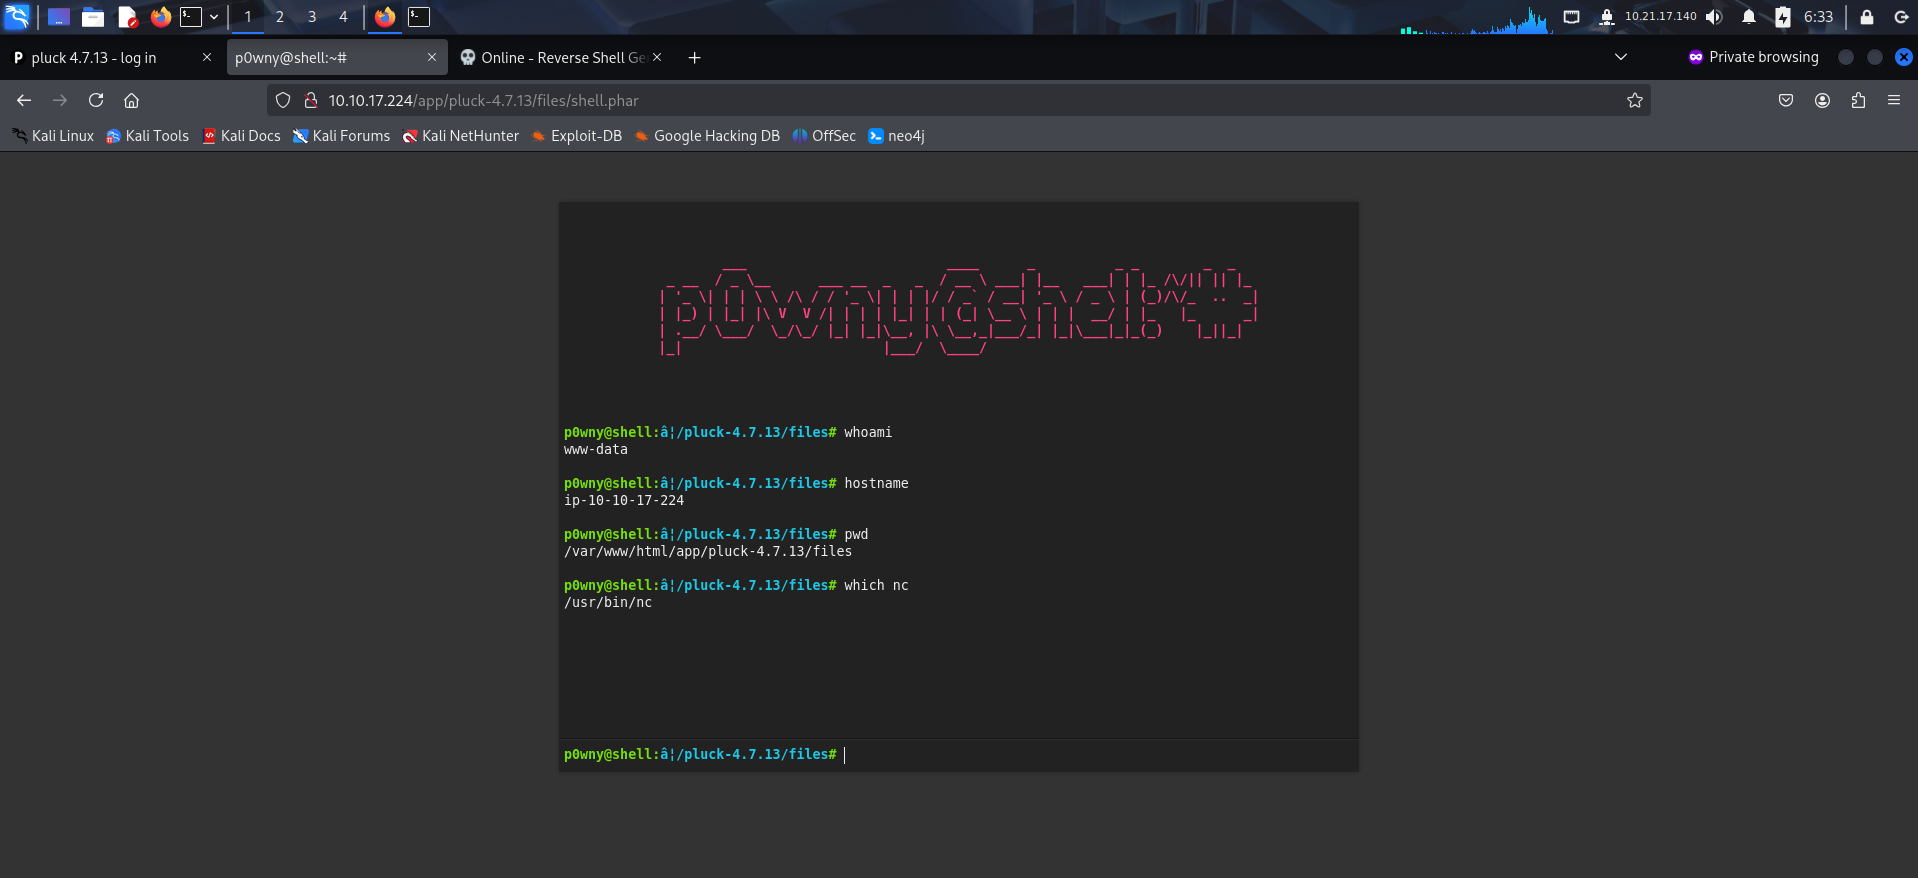 1 2 3 4 10.21.17.140 6:33
pluck 4.7.13 - log in
p0wny@shell:~#
Online - Reverse Shell Ge
Private browsing
10.10.17.224/app/pluck-4.7.13/files/shell.phar
Kali Linux Kali Tools Kali Docs Kali Forums Kali NetHunter Exploit-DB Google Hacking DB OffSec neo4j
p0wny@shell:~#
p0wny@shell:â¦/pluck-4.7.13/files# whoami
www-data
p0wny@shell:â¦/pluck-4.7.13/files# hostname
ip-10-10-17-224
p0wny@shell:â¦/pluck-4.7.13/files# pwd
/var/www/html/app/pluck-4.7.13/files
p0wny@shell:â¦/pluck-4.7.13/files# which nc
/usr/bin/nc
p0wny@shell:â¦/pluck-4.7.13/files#